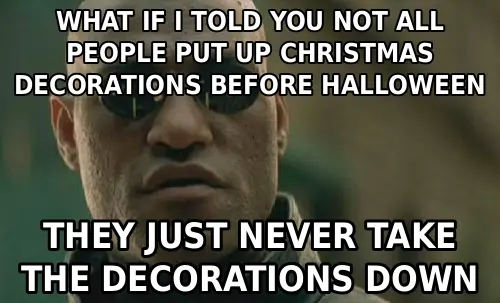 WHAT IF I TOLD YOU NOT ALL
PEOPLE PUT UP CHRISTMAS
DECORATIONS BEFORE HALLOWEEN
THEY JUST NEVER TAKE
THE DECORATIONS DOWN